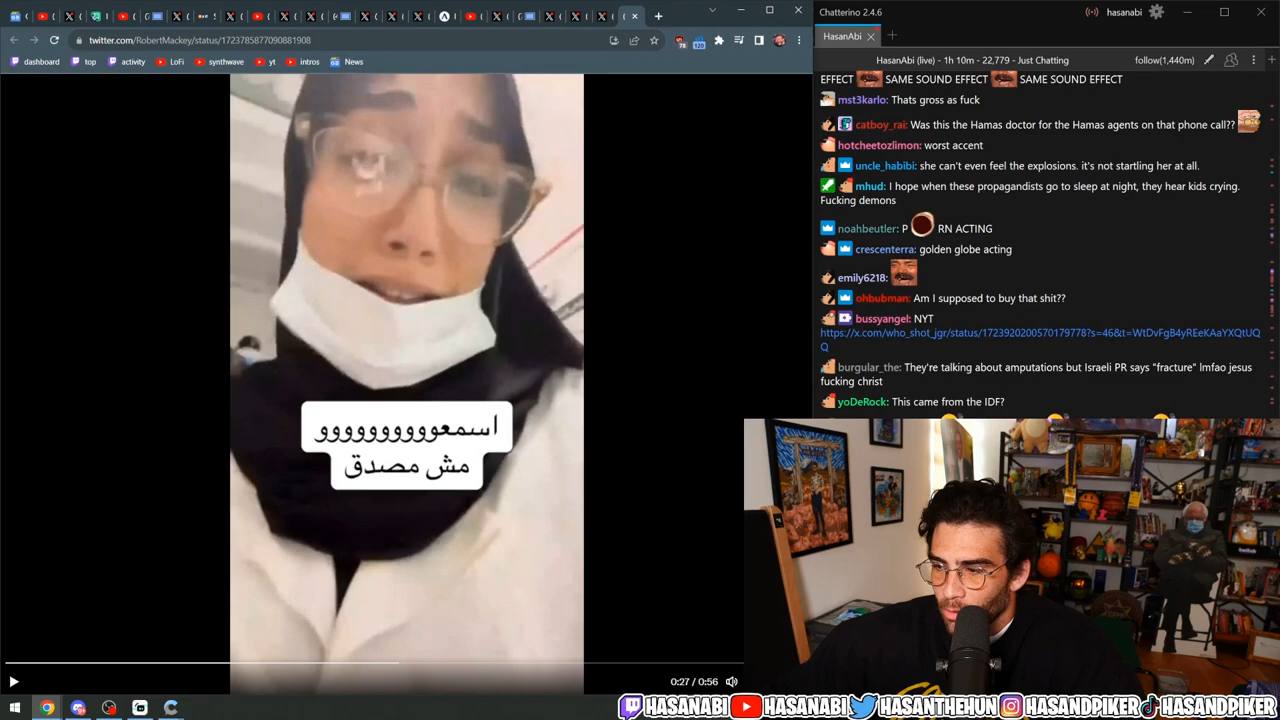 twitter.com/RobertMackey/status/1723785877090881908
dashboard
top
activity
LoFi
synthwave
yt
intros
News
اسمعوووووووووو
مش مصدق
0:27 / 0:56
Chatterino 2.4.6
hasanabi
HasanAbi
HasanAbi (live) - 1h 10m - 22,779 - Just Chatting
follow(1,440m)
EFFECT SAME SOUND EFFECT SAME SOUND EFFECT
mst3karlo: Thats gross as fuck
catboy_rai: Was this the Hamas doctor for the Hamas agents on that phone call??
hotcheetozlimon: worst accent
uncle_habibi: she can't even feel the explosions. it's not startling her at all.
mhud: I hope when these propagandists go to sleep at night, they hear kids crying.
Fucking demons
noahbeutler: P RN ACTING
crescenterra: golden globe acting
emily6218:
ohbubman: Am I supposed to buy that shit??
bussyangel: NYT
https://x.com/who_shot_jgr/status/1723920200570179778?s=46&t=WtDvFgB4yREeKAaYXQtUQ
Q
burgular_the: They're talking about amputations but Israeli PR says "fracture" lmfao jesus
fucking christ
yoDeRock: This came from the IDF?
HASANABI HASANABI HASANTHEHUN HASANDPIKER HASANDPIKER